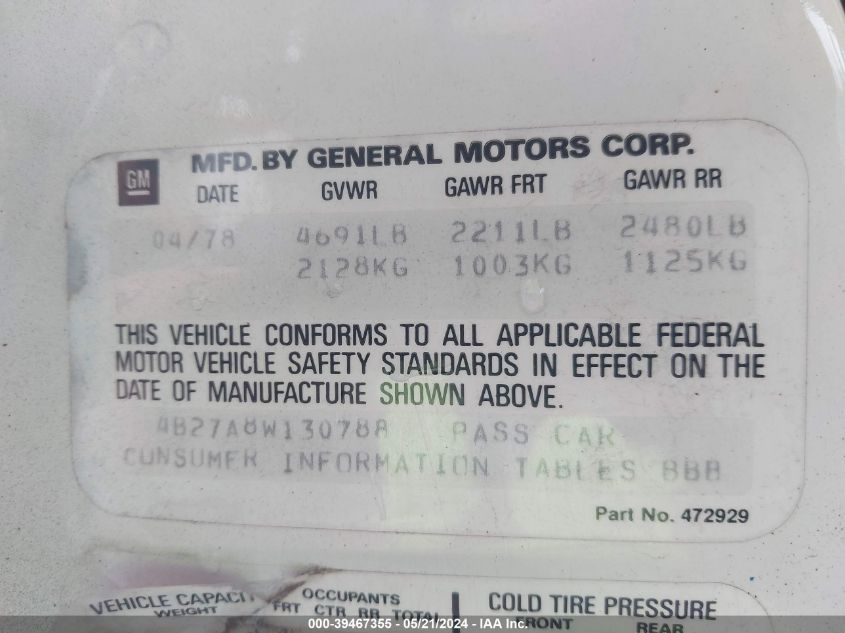 MFD. BY GENERAL MOTORS CORP.
GM
DATE GVWR GAWR FRT GAWR RR
04/78 4691LB 2211LB 2480LB
2128KG 1003KG 1125KG
THIS VEHICLE CONFORMS TO ALL APPLICABLE FEDERAL
MOTOR VEHICLE SAFETY STANDARDS IN EFFECT ON THE
DATE OF MANUFACTURE SHOWN ABOVE.
4B27A8W130788 PASS CAR
CONSUMER INFORMATION TABLES BBB
Part No. 472929
VEHICLE CAPACI OCCUPANTS COLD TIRE PRESSURE
WEIGHT FRT CTR RR TOTAL FRONT REAR
000-39467355 - 05/21/2024 - IAA Inc.